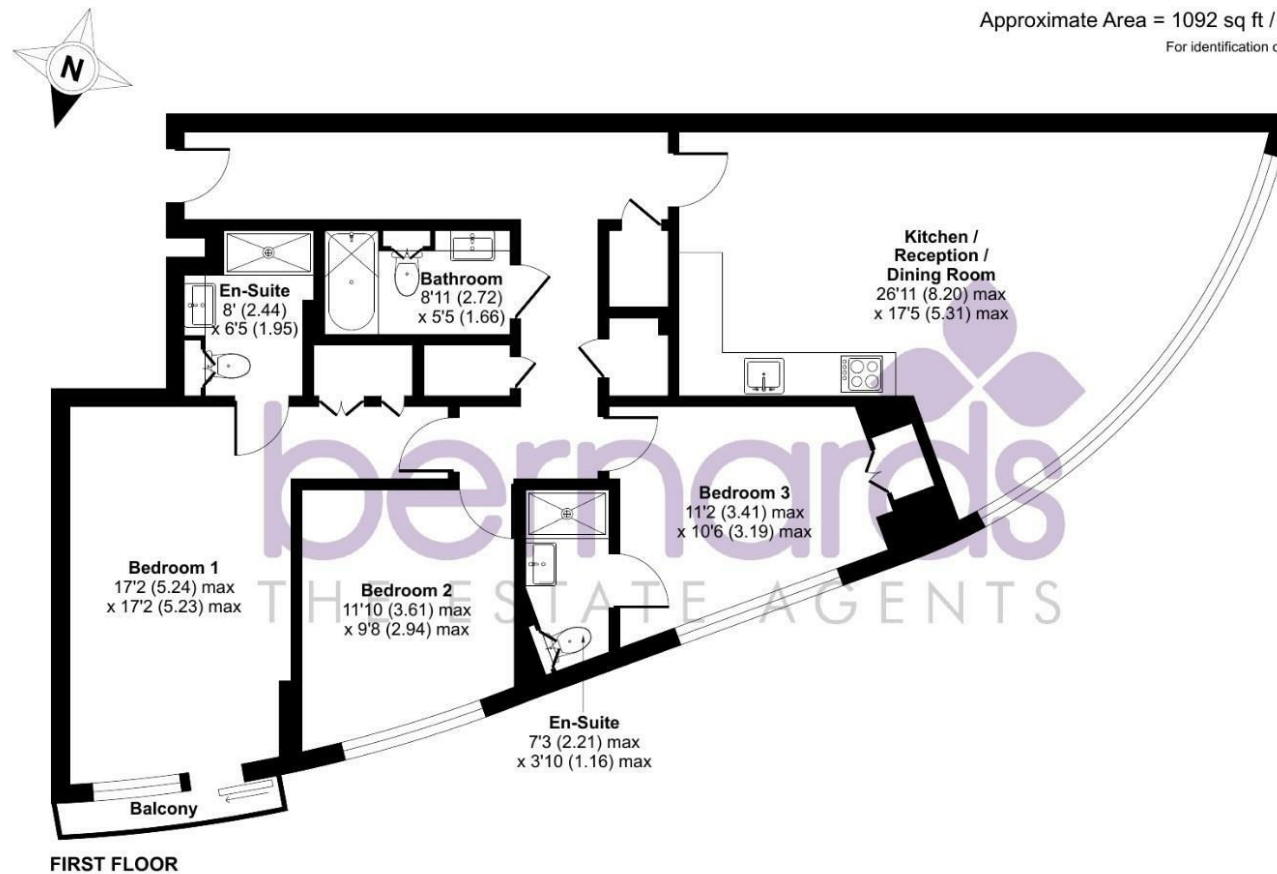 Approximate Area = 1092 sq ft /
For identification
N
Kitchen /
Reception /
Dining Room
26'11 (8.20) max
x 17'5 (5.31) max
En-Suite
8' (2.44)
x 6'5 (1.95)
Bathroom
8'11 (2.72)
x 5'5 (1.66)
bernards
THE ESTATE AGENTS
Bedroom 3
11'2 (3.41) max
x 10'6 (3.19) max
Bedroom 1
17'2 (5.24) max
x 17'2 (5.23) max
Bedroom 2
11'10 (3.61) max
x 9'8 (2.94) max
En-Suite
7'3 (2.21) max
x 3'10 (1.16) max
Balcony
FIRST FLOOR